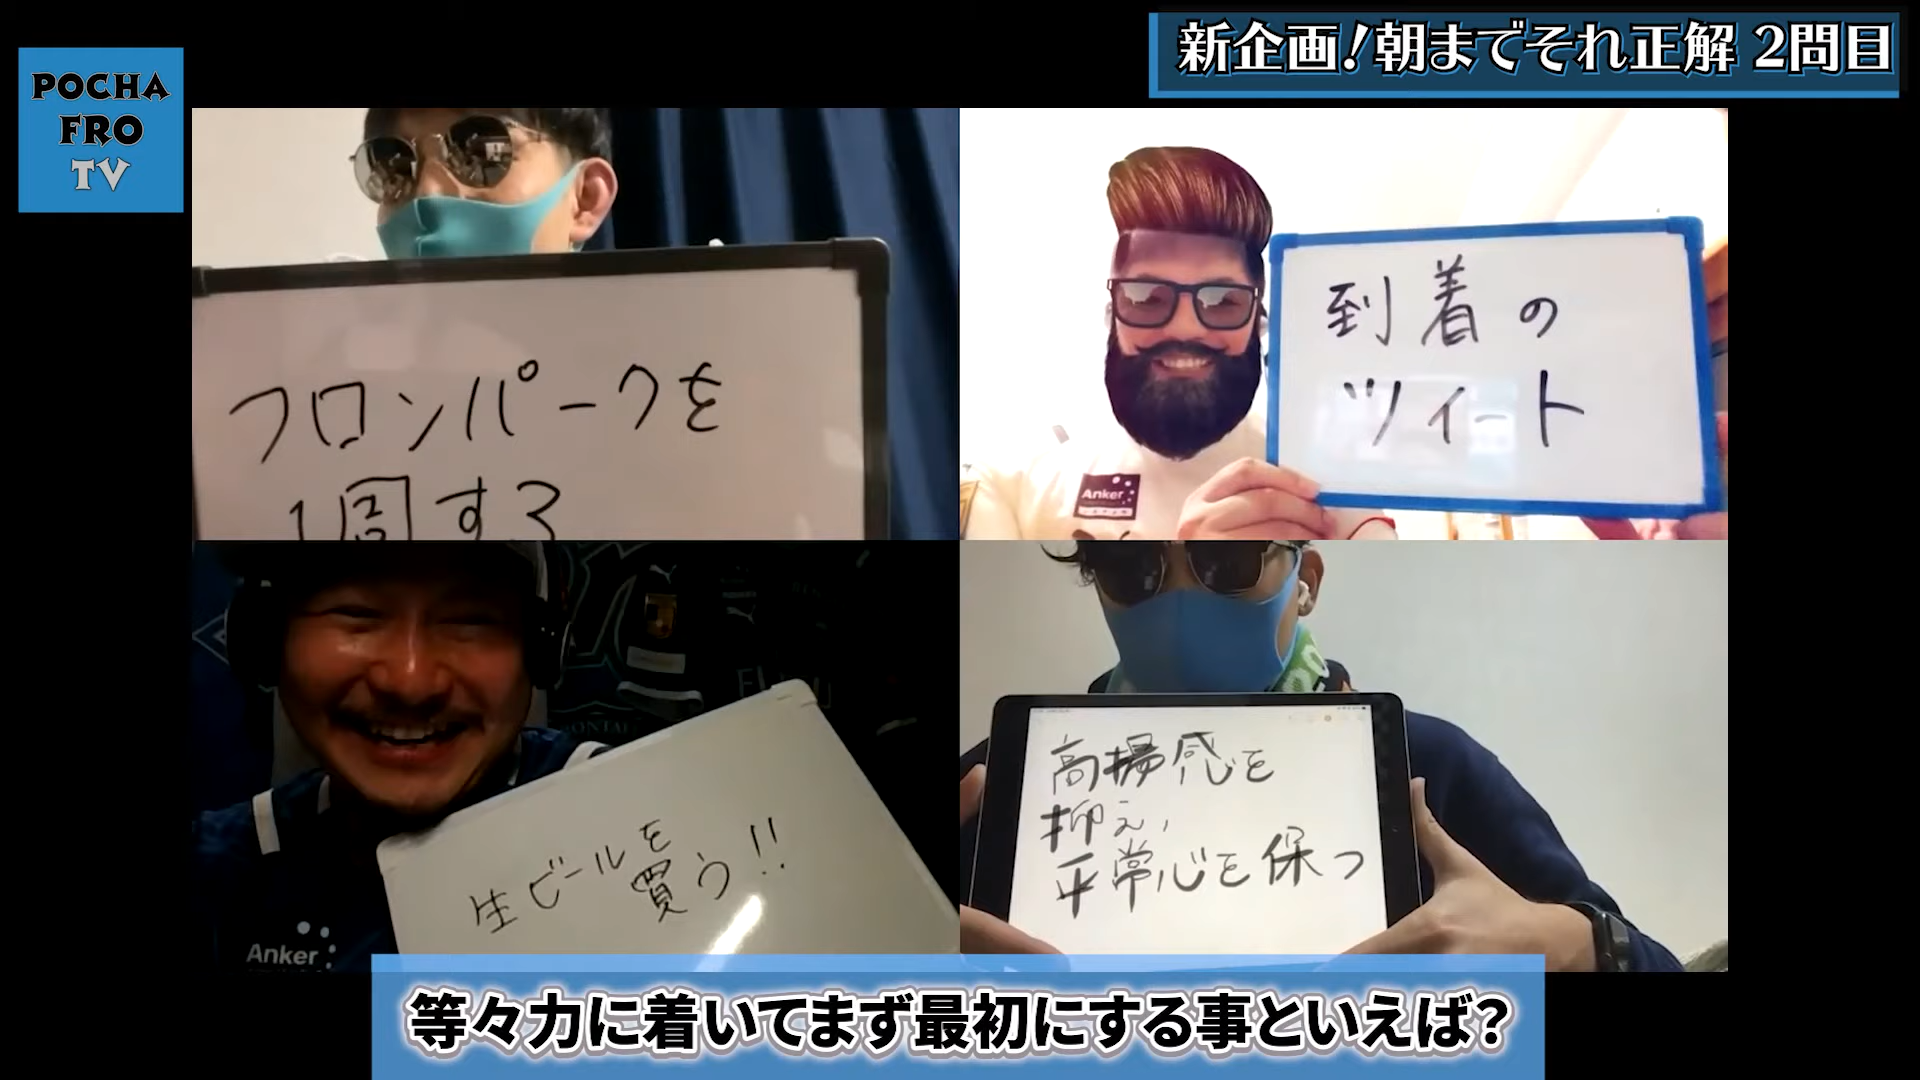 POCHA
FRO
TV
新企画！朝までそれ正解 2問目
フロンパークを
1周する
到着の
ツイート
Anker
生ビールを
買う!!
Anker
高揚感を
抑え,
平常心を保つ
等々力に着いてまず最初にする事といえば？